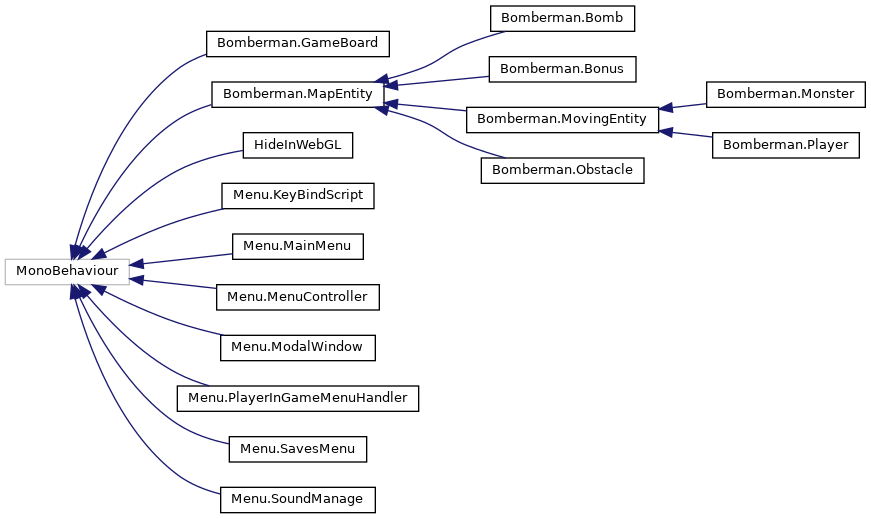 Bomberman.Bomb
Bomberman.GameBoard
Bomberman.Bonus
Bomberman.MapEntity
Bomberman.Monster
Bomberman.MovingEntity
HideInWebGL
Bomberman.Player
Bomberman.Obstacle
Menu.KeyBindScript
Menu.MainMenu
MonoBehaviour
Menu.MenuController
Menu.ModalWindow
Menu.PlayerInGameMenuHandler
Menu.SavesMenu
Menu.SoundManage